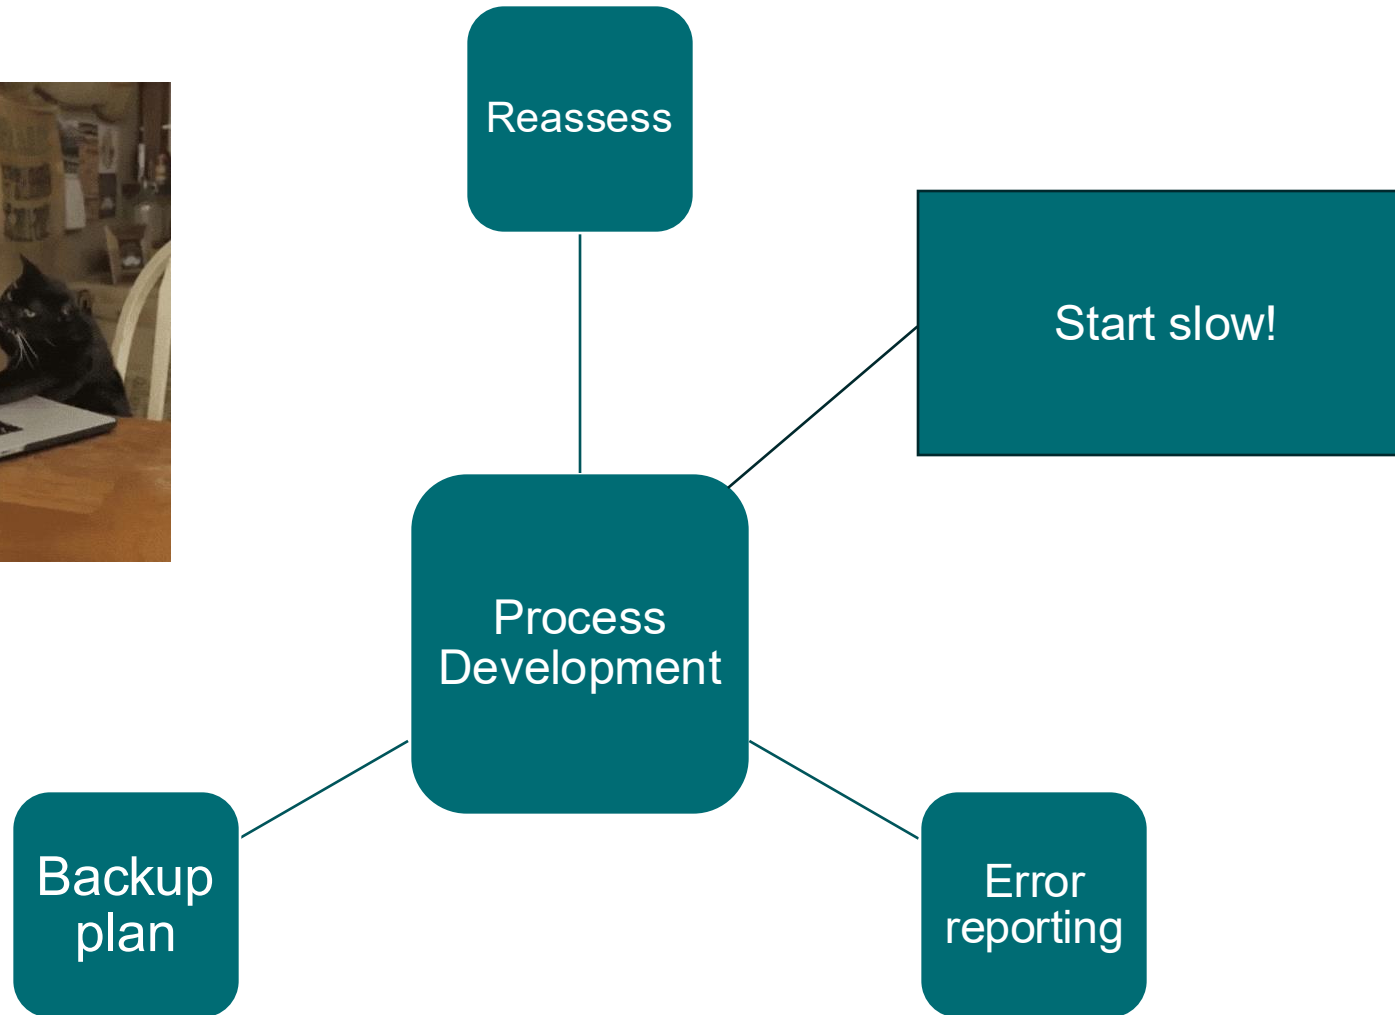 Reassess
Start slow!
Process
Development
Backup
plan
Error
reporting